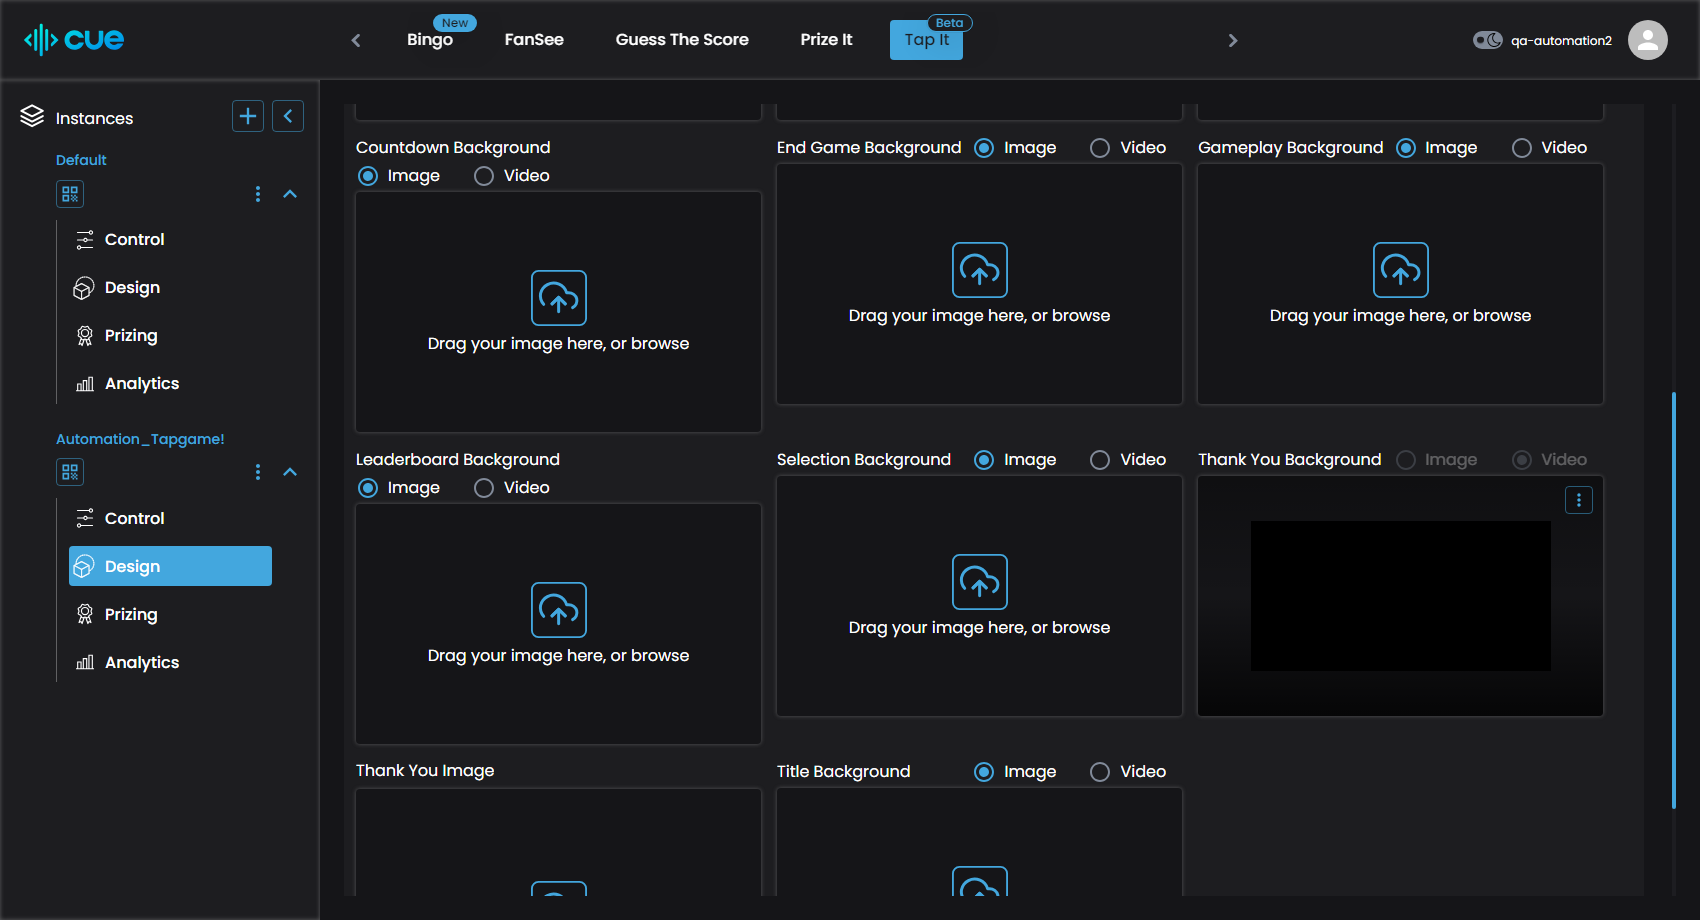 cue
Bingo
New
FanSee
Guess The Score
Prize It
Tap It
Beta
qa-automation2
Instances
Default
Control
Design
Prizing
Analytics
Automation_Tapgame!
Control
Design
Prizing
Analytics
Countdown Background
Image Video
Drag your image here, or browse
End Game Background Image Video
Drag your image here, or browse
Gameplay Background Image Video
Drag your image here, or browse
Leaderboard Background
Image Video
Drag your image here, or browse
Selection Background Image Video
Drag your image here, or browse
Thank You Background Image Video
Thank You Image
Title Background Image Video